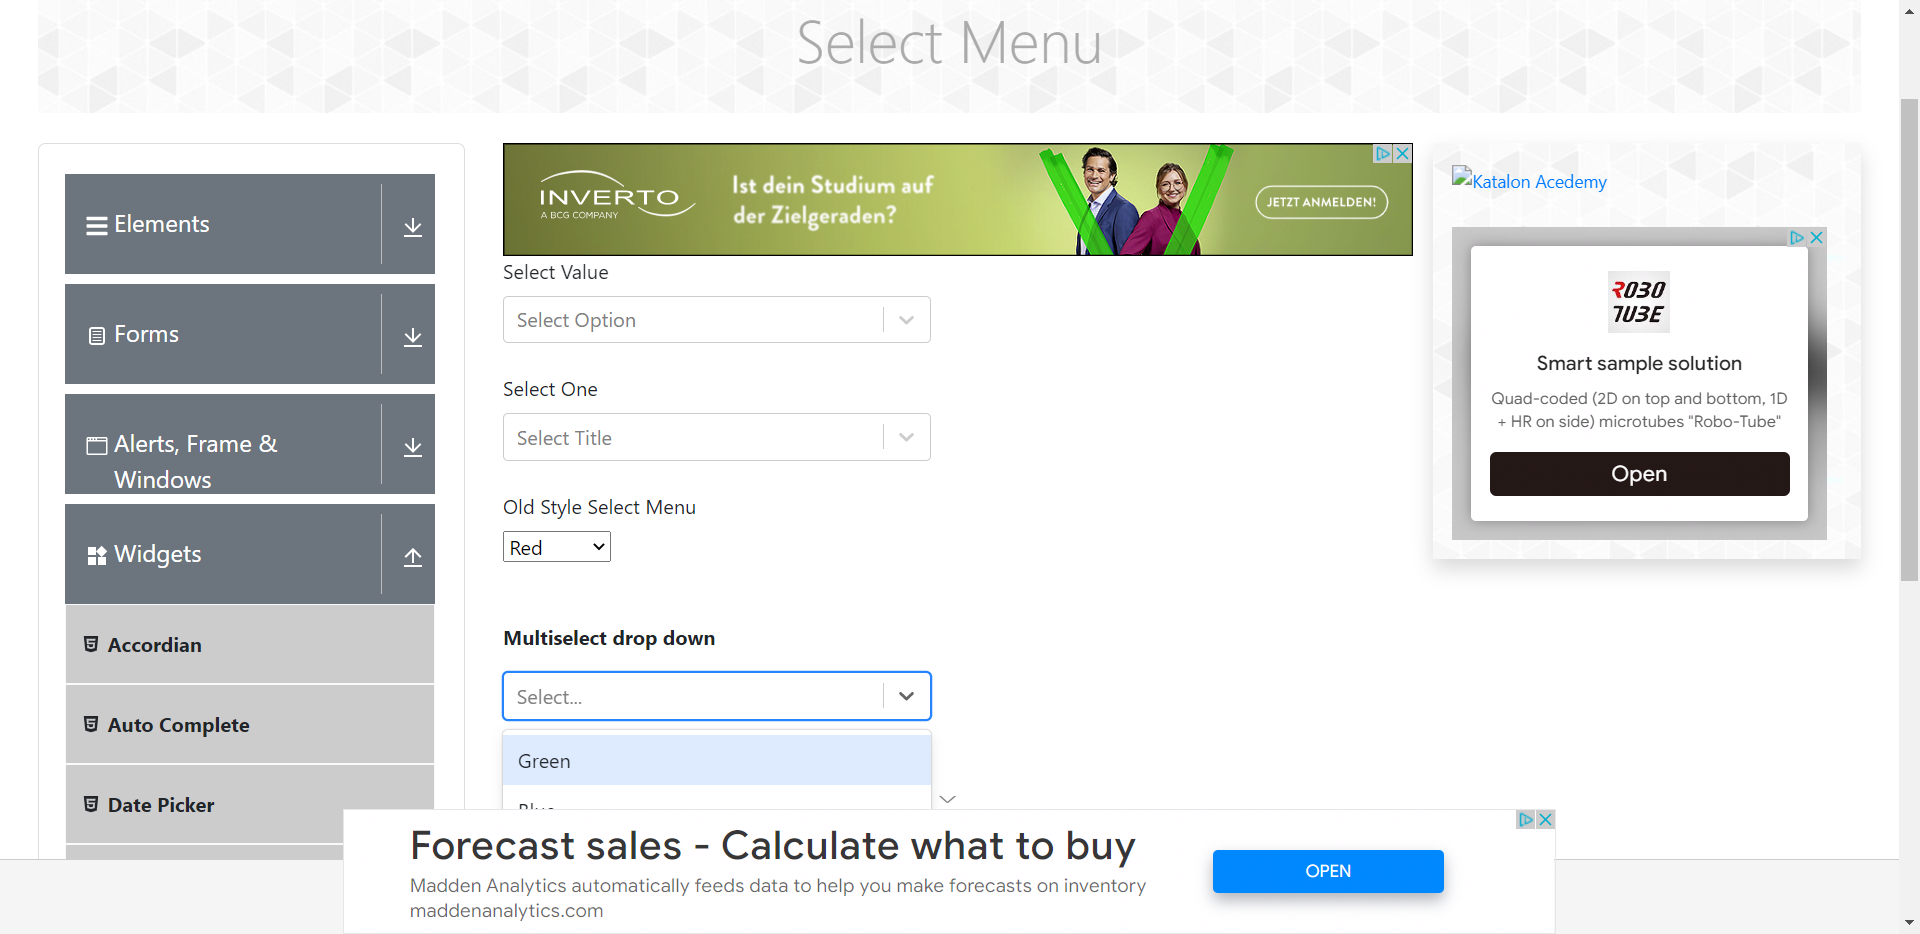 Select Menu
Elements
Forms
Alerts, Frame &
Windows
Widgets
Accordian
Auto Complete
Date Picker
INVERTO
A BCG COMPANY
Ist dein Studium auf
der Zielgeraden?
JETZT ANMELDEN!
Select Value
Select Option
Select One
Select Title
Old Style Select Menu
Red
Multiselect drop down
Select...
Green
Blue
Katalon Acedemy
ROBO
TUBE
Smart sample solution
Quad-coded (2D on top and bottom, 1D
+ HR on side) microtubes "Robo-Tube"
Open
Forecast sales - Calculate what to buy
Madden Analytics automatically feeds data to help you make forecasts on inventory
maddenanalytics.com
OPEN